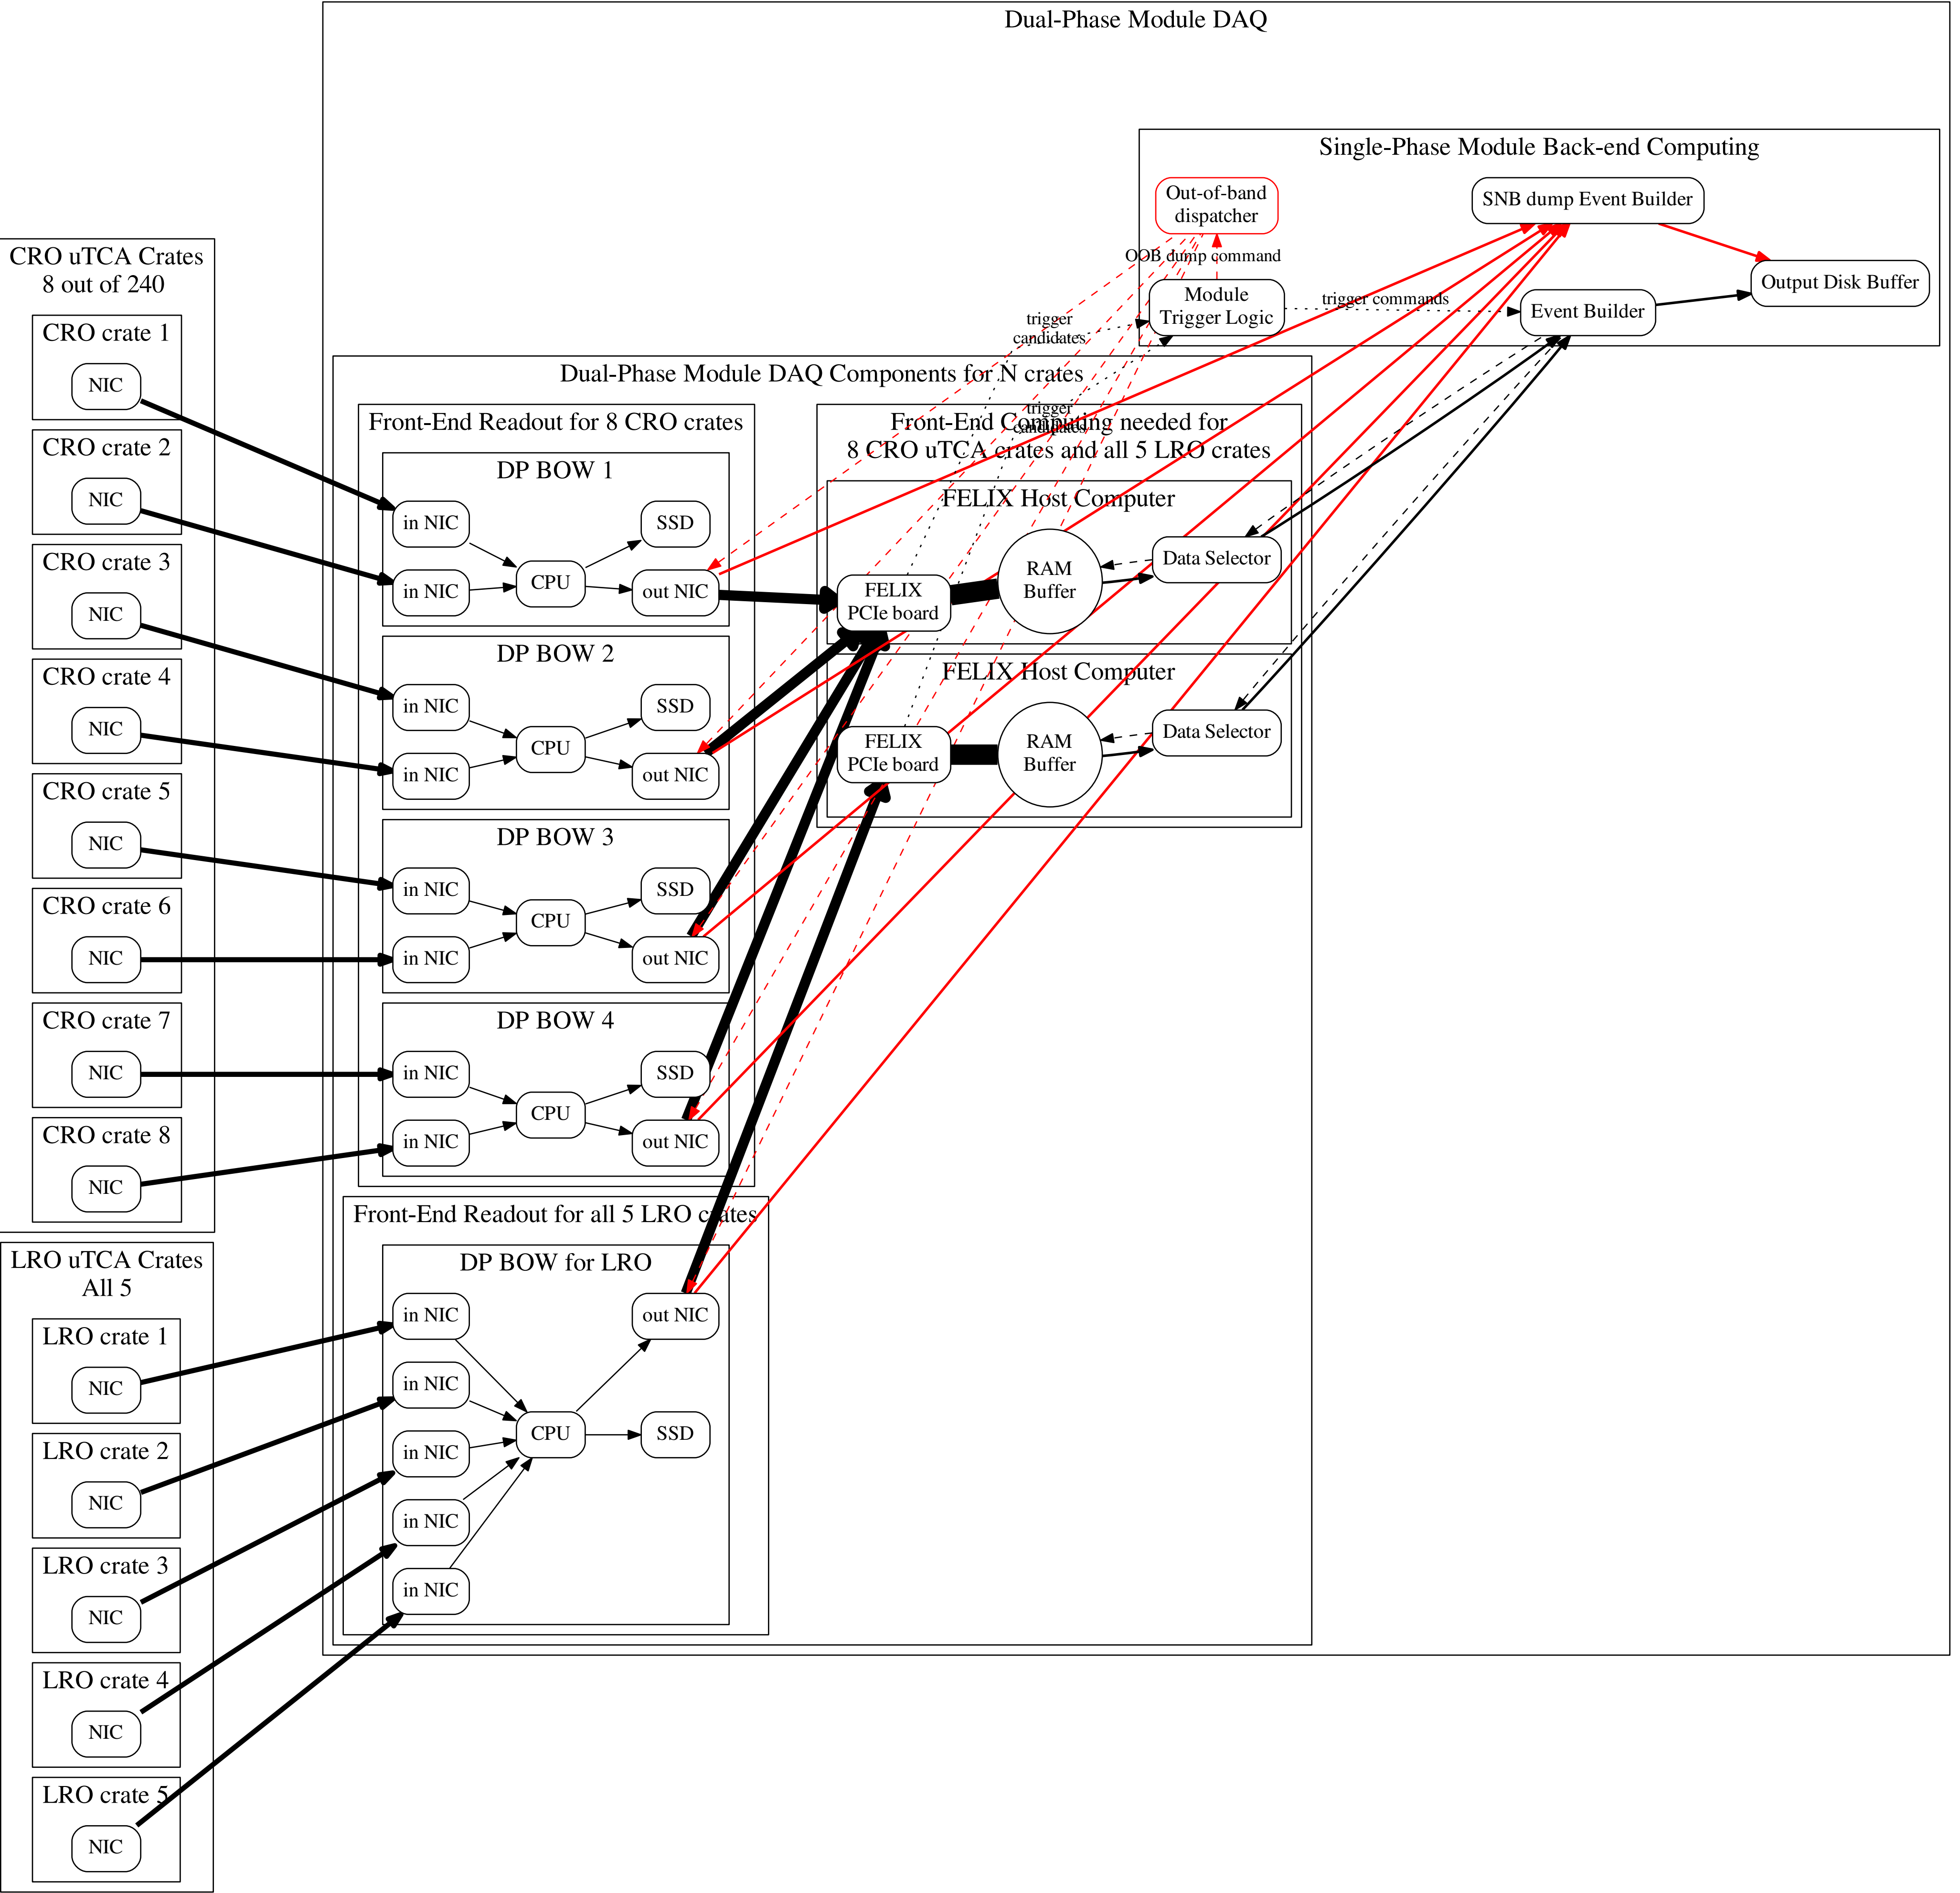 Dual-Phase Module DAQ
Single-Phase Module Back-end Computing
Out-of-band
dispatcher
SNB dump Event Builder
OOB dump command
Output Disk Buffer
Module
Trigger Logic
trigger commands
Event Builder
trigger
candidates
CRO uTCA Crates
8 out of 240
CRO crate 1
NIC
CRO crate 2
NIC
CRO crate 3
NIC
CRO crate 4
NIC
CRO crate 5
NIC
CRO crate 6
NIC
CRO crate 7
NIC
CRO crate 8
NIC
LRO uTCA Crates
All 5
LRO crate 1
NIC
LRO crate 2
NIC
LRO crate 3
NIC
LRO crate 4
NIC
LRO crate 5
NIC
Dual-Phase Module DAQ Components for N crates
Front-End Readout for 8 CRO crates
DP BOW 1
in NIC
in NIC
CPU
SSD
out NIC
DP BOW 2
in NIC
in NIC
CPU
SSD
out NIC
DP BOW 3
in NIC
in NIC
CPU
SSD
out NIC
DP BOW 4
in NIC
in NIC
CPU
SSD
out NIC
Front-End Readout for all 5 LRO crates
DP BOW for LRO
in NIC
in NIC
in NIC
in NIC
in NIC
CPU
out NIC
SSD
trigger
candidates
Front-End Computing needed for
8 CRO uTCA crates and all 5 LRO crates
FELIX Host Computer
FELIX
PCIe board
RAM
Buffer
Data Selector
FELIX Host Computer
FELIX
PCIe board
RAM
Buffer
Data Selector